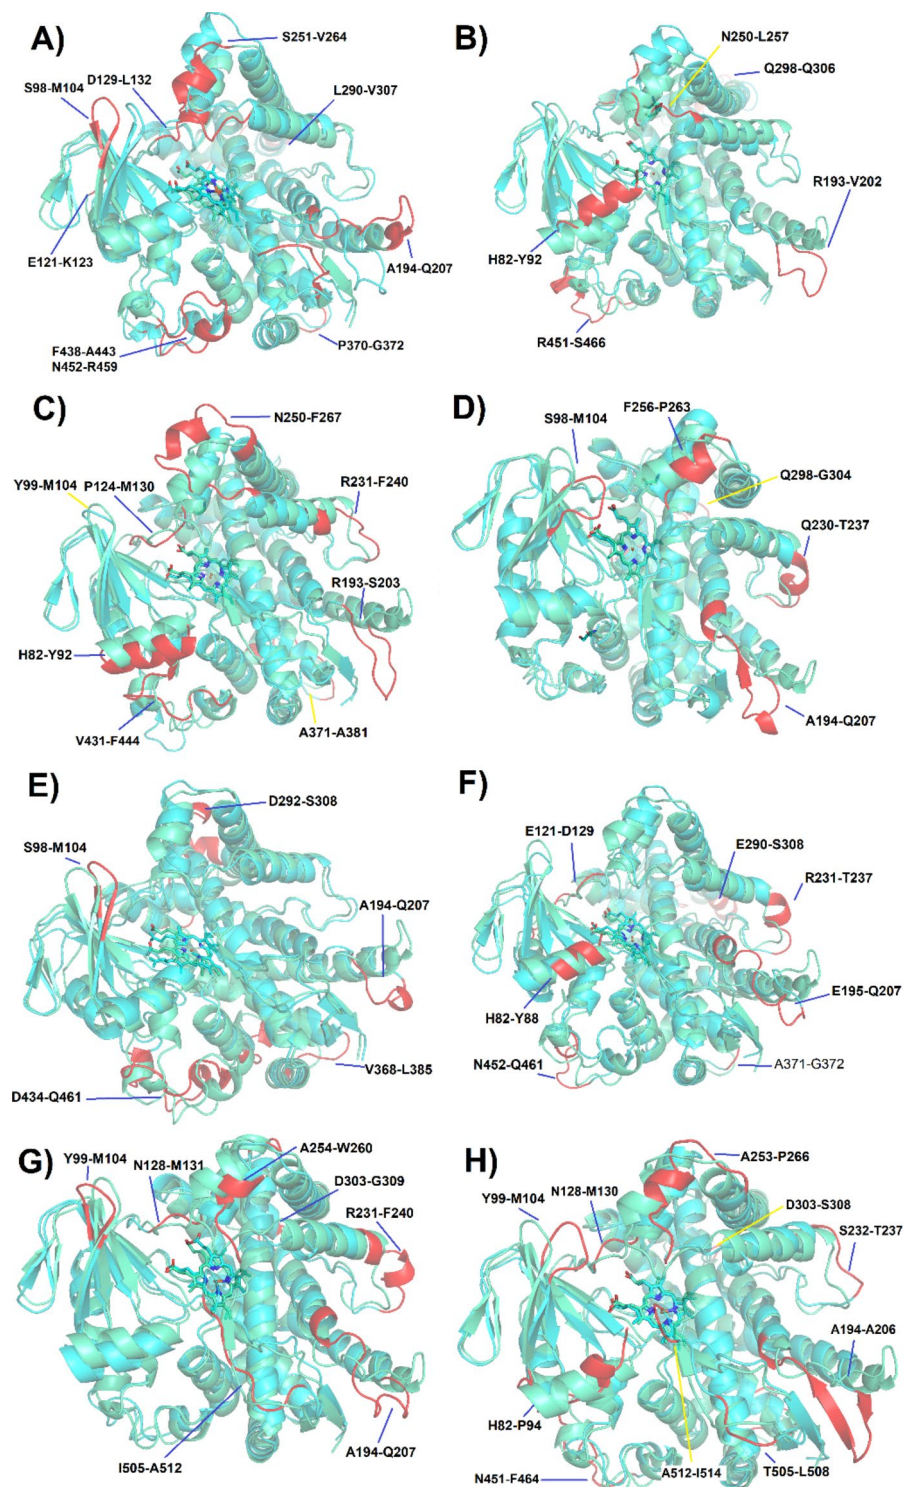 A)
S251-V264
D129-L132
S98-M104
L290-V307
E121-K123
A194-Q207
F438-A443
N452-R459
P370-G372
B)
N250-L257
Q298-Q306
R193-V202
H82-Y92
R451-S466
C)
N250-F267
Y99-M104
P124-M130
R231-F240
R193-S203
H82-Y92
V431-F444
A371-A381
D)
F256-P263
S98-M104
Q298-G304
Q230-T237
A194-Q207
E)
D292-S308
S98-M104
A194-Q207
V368-L385
D434-Q461
F)
E121-D129
E290-S308
R231-T237
H82-Y88
E195-Q207
N452-Q461
A371-G372
G)
Y99-M104
A254-W260
N128-M131
D303-G309
R231-F240
A194-Q207
I505-A512
H)
A253-P266
Y99-M104
N128-M130
D303-S308
S232-T237
A194-A206
H82-P94
N451-F464
A512-I514
T505-L508